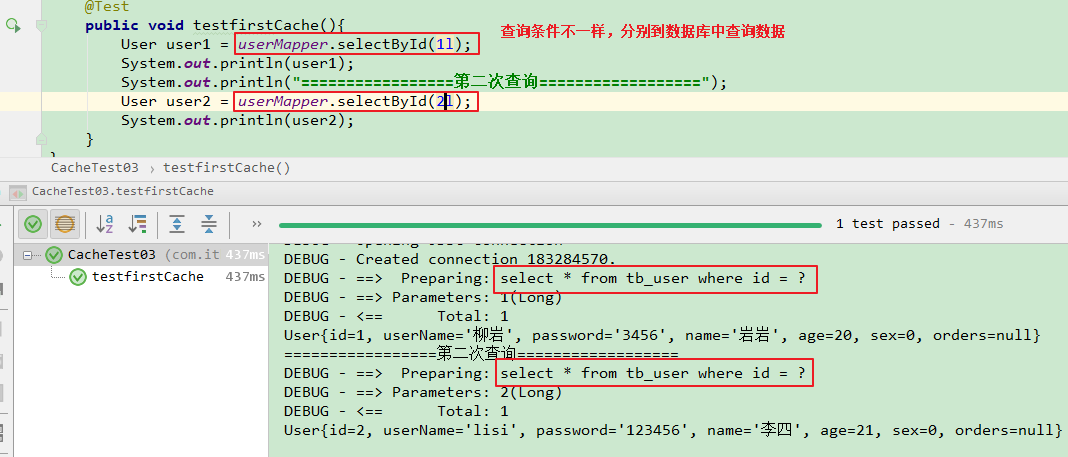 @Test
public void testfirstCache(){
查询条件不一样，分别到数据库中查询数据
User user1 = userMapper.selectById(1l);
System.out.println(user1);
System.out.println("=================第二次查询==================");
User user2 = userMapper.selectById(2l);
System.out.println(user2);
}
CacheTest03 › testfirstCache()
CacheTest03.testfirstCache
1 test passed - 437ms
CacheTest03 (com.it 437ms
testfirstCache 437ms
DEBUG - Created connection 183284570.
DEBUG - ==>  Preparing: select * from tb_user where id = ?
DEBUG - ==> Parameters: 1(Long)
DEBUG - <==      Total: 1
User{id=1, userName='柳岩', password='3456', name='岩岩', age=20, sex=0, orders=null}
=================第二次查询==================
DEBUG - ==>  Preparing: select * from tb_user where id = ?
DEBUG - ==> Parameters: 2(Long)
DEBUG - <==      Total: 1
User{id=2, userName='lisi', password='123456', name='李四', age=21, sex=0, orders=null}